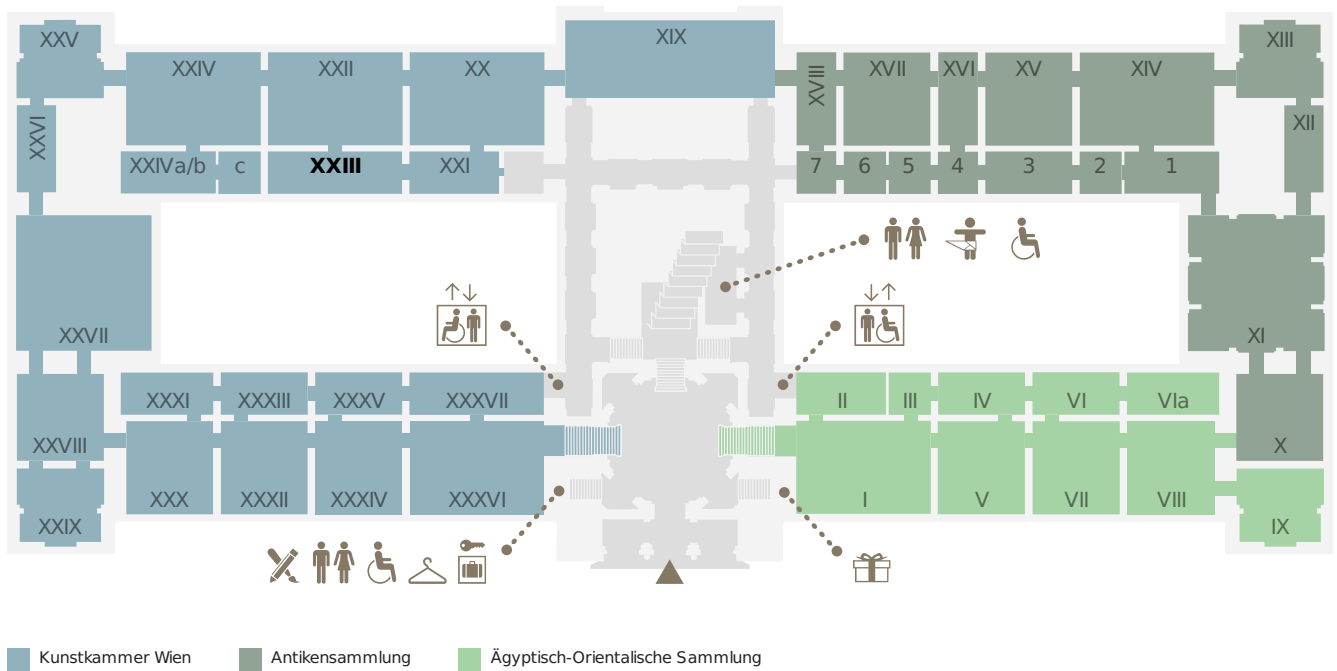 XXV
XXIV
XXII
XX
XIX
XVIII
XVII
XVI
XV
XIV
XIII
XXVI
XII
XXIVa/b
c
XXIII
XXI
7
6
5
4
3
2
1
XXVII
XI
XXXI
XXXIII
XXXV
XXXVII
II
III
IV
VI
VIa
XXVIII
X
XXX
XXXII
XXXIV
XXXVI
I
V
VII
VIII
XXIX
IX
Kunstkammer Wien
Antikensammlung
Ägyptisch-Orientalische Sammlung